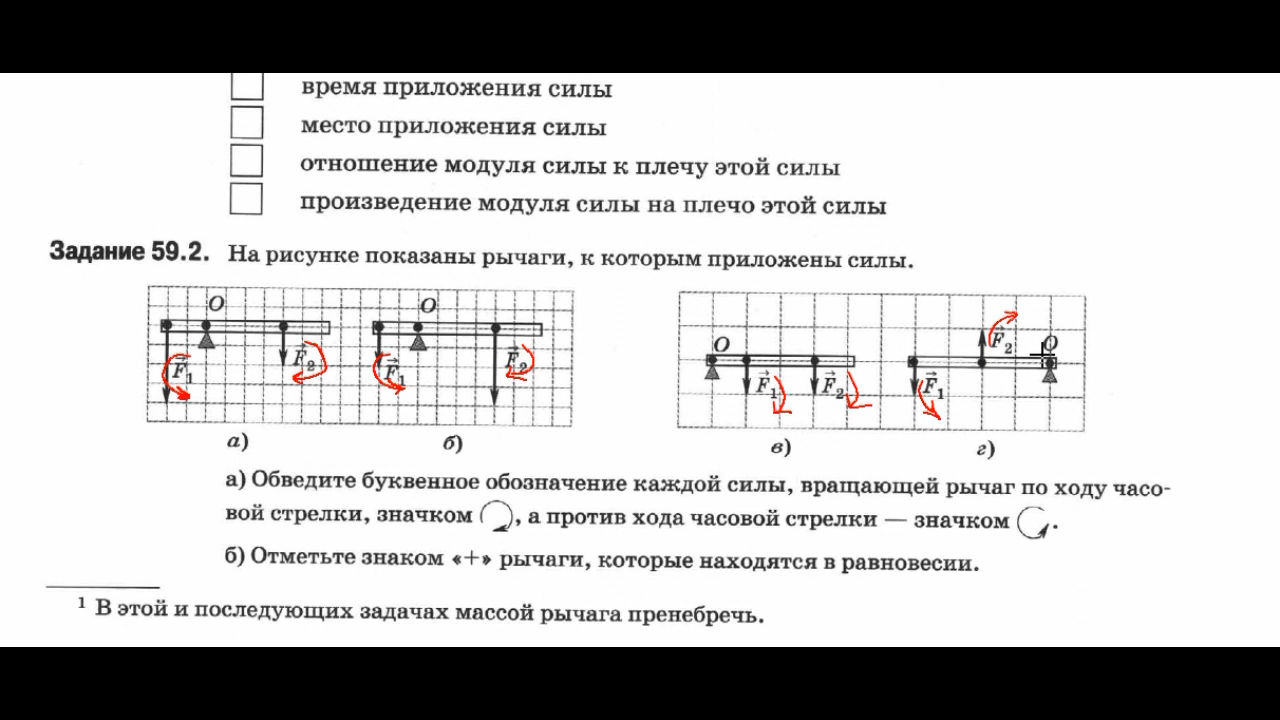 время приложения силы
место приложения силы
отношение модуля силы к плечу этой силы
произведение модуля силы на плечо этой силы
Задание 59.2. На рисунке показаны рычаги, к которым приложены силы.
O O O O
F₁ F₂ F₁ F₂ F₁ F₂ F₁ F₂
а) б) в) г)
а) Обведите буквенное обозначение каждой силы, вращающей рычаг по ходу часо-
вой стрелки, значком , а против хода часовой стрелки — значком .
б) Отметьте знаком «+» рычаги, которые находятся в равновесии.
¹ В этой и последующих задачах массой рычага пренебречь.